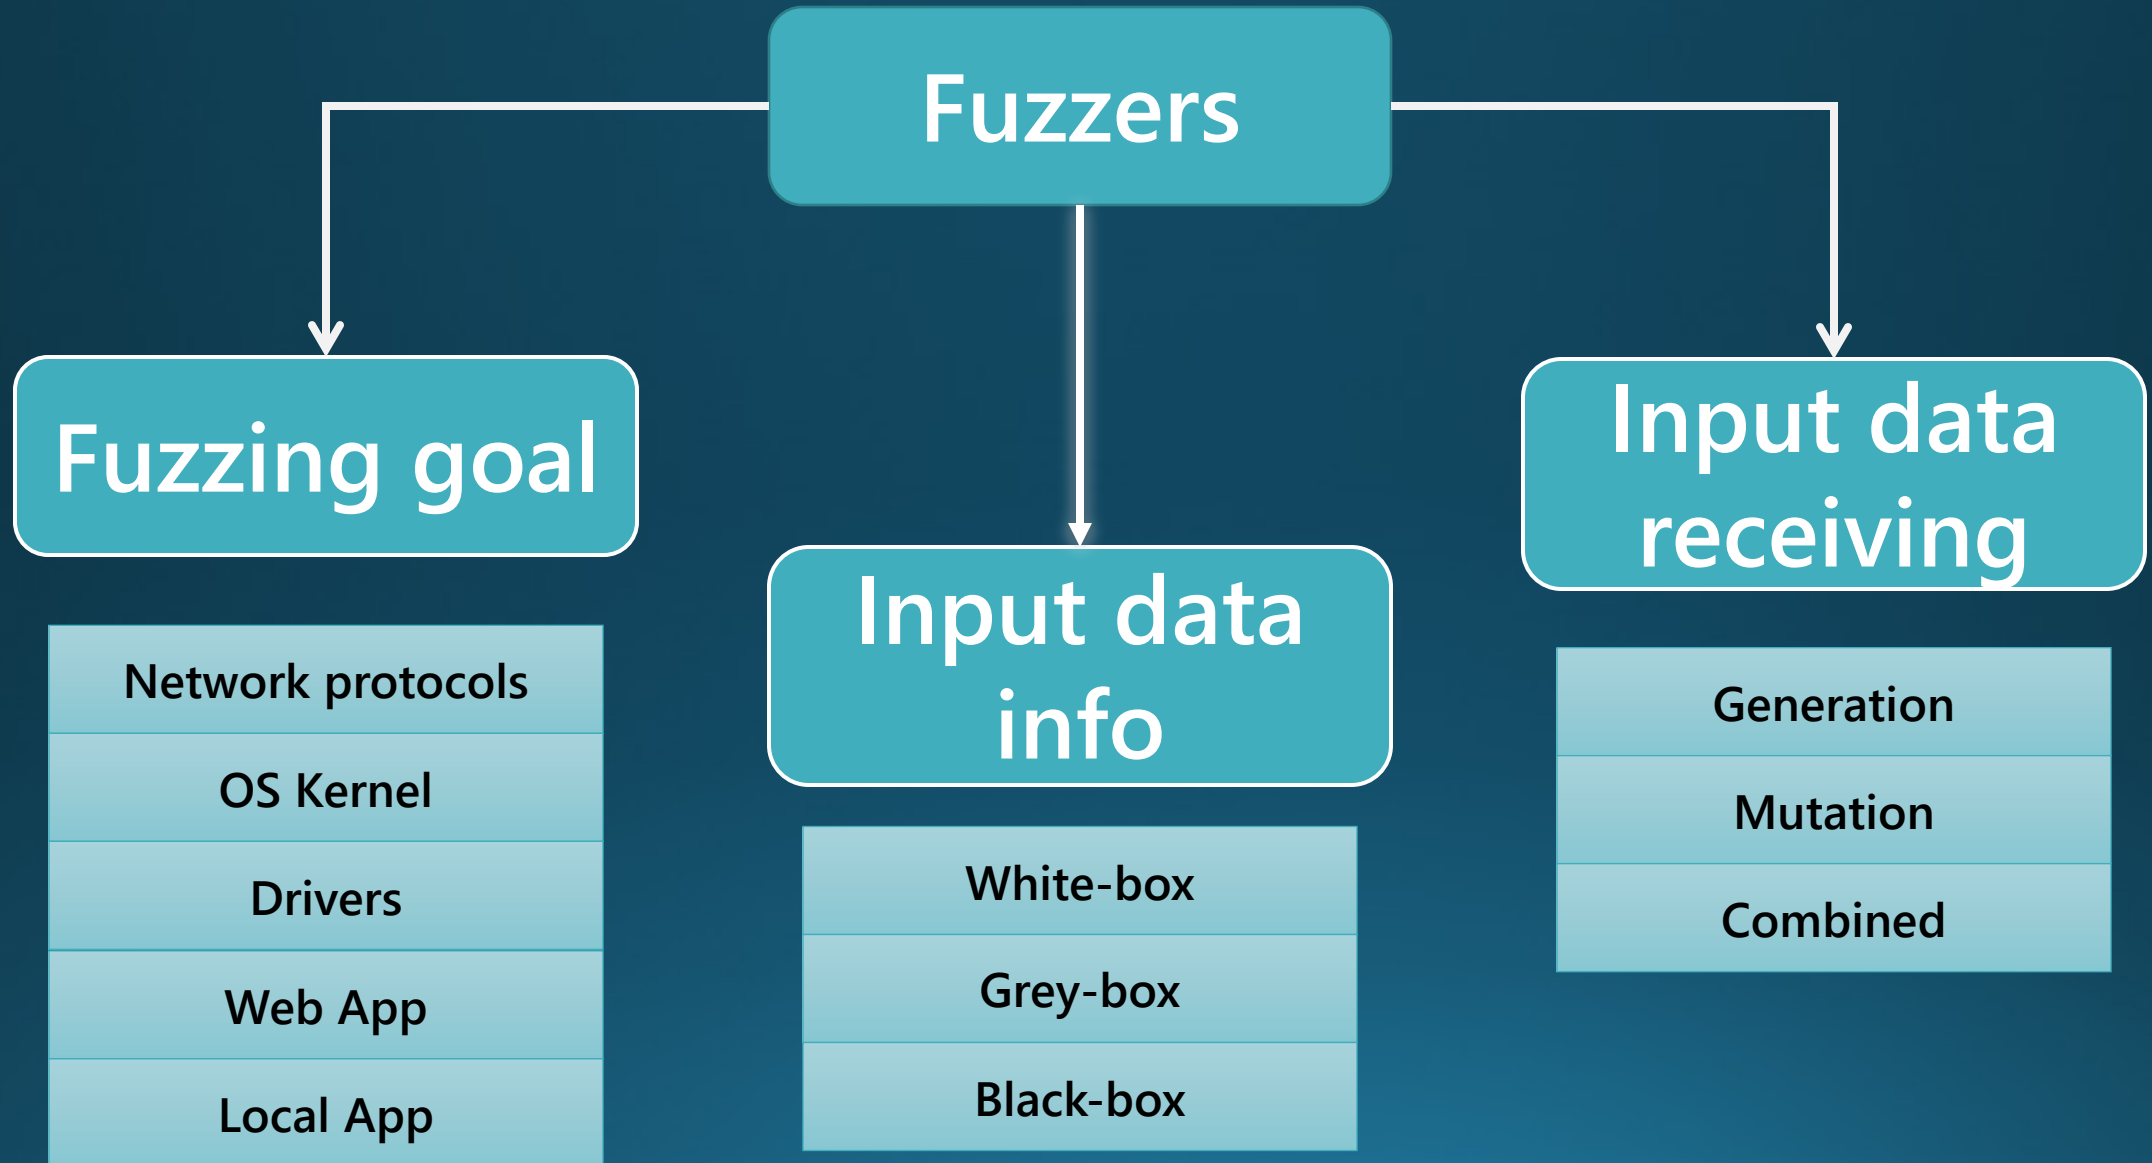 Fuzzers
Fuzzing goal
Network protocols
OS Kernel
Drivers
Web App
Local App
Input data
info
White-box
Grey-box
Black-box
Input data
receiving
Generation
Mutation
Combined